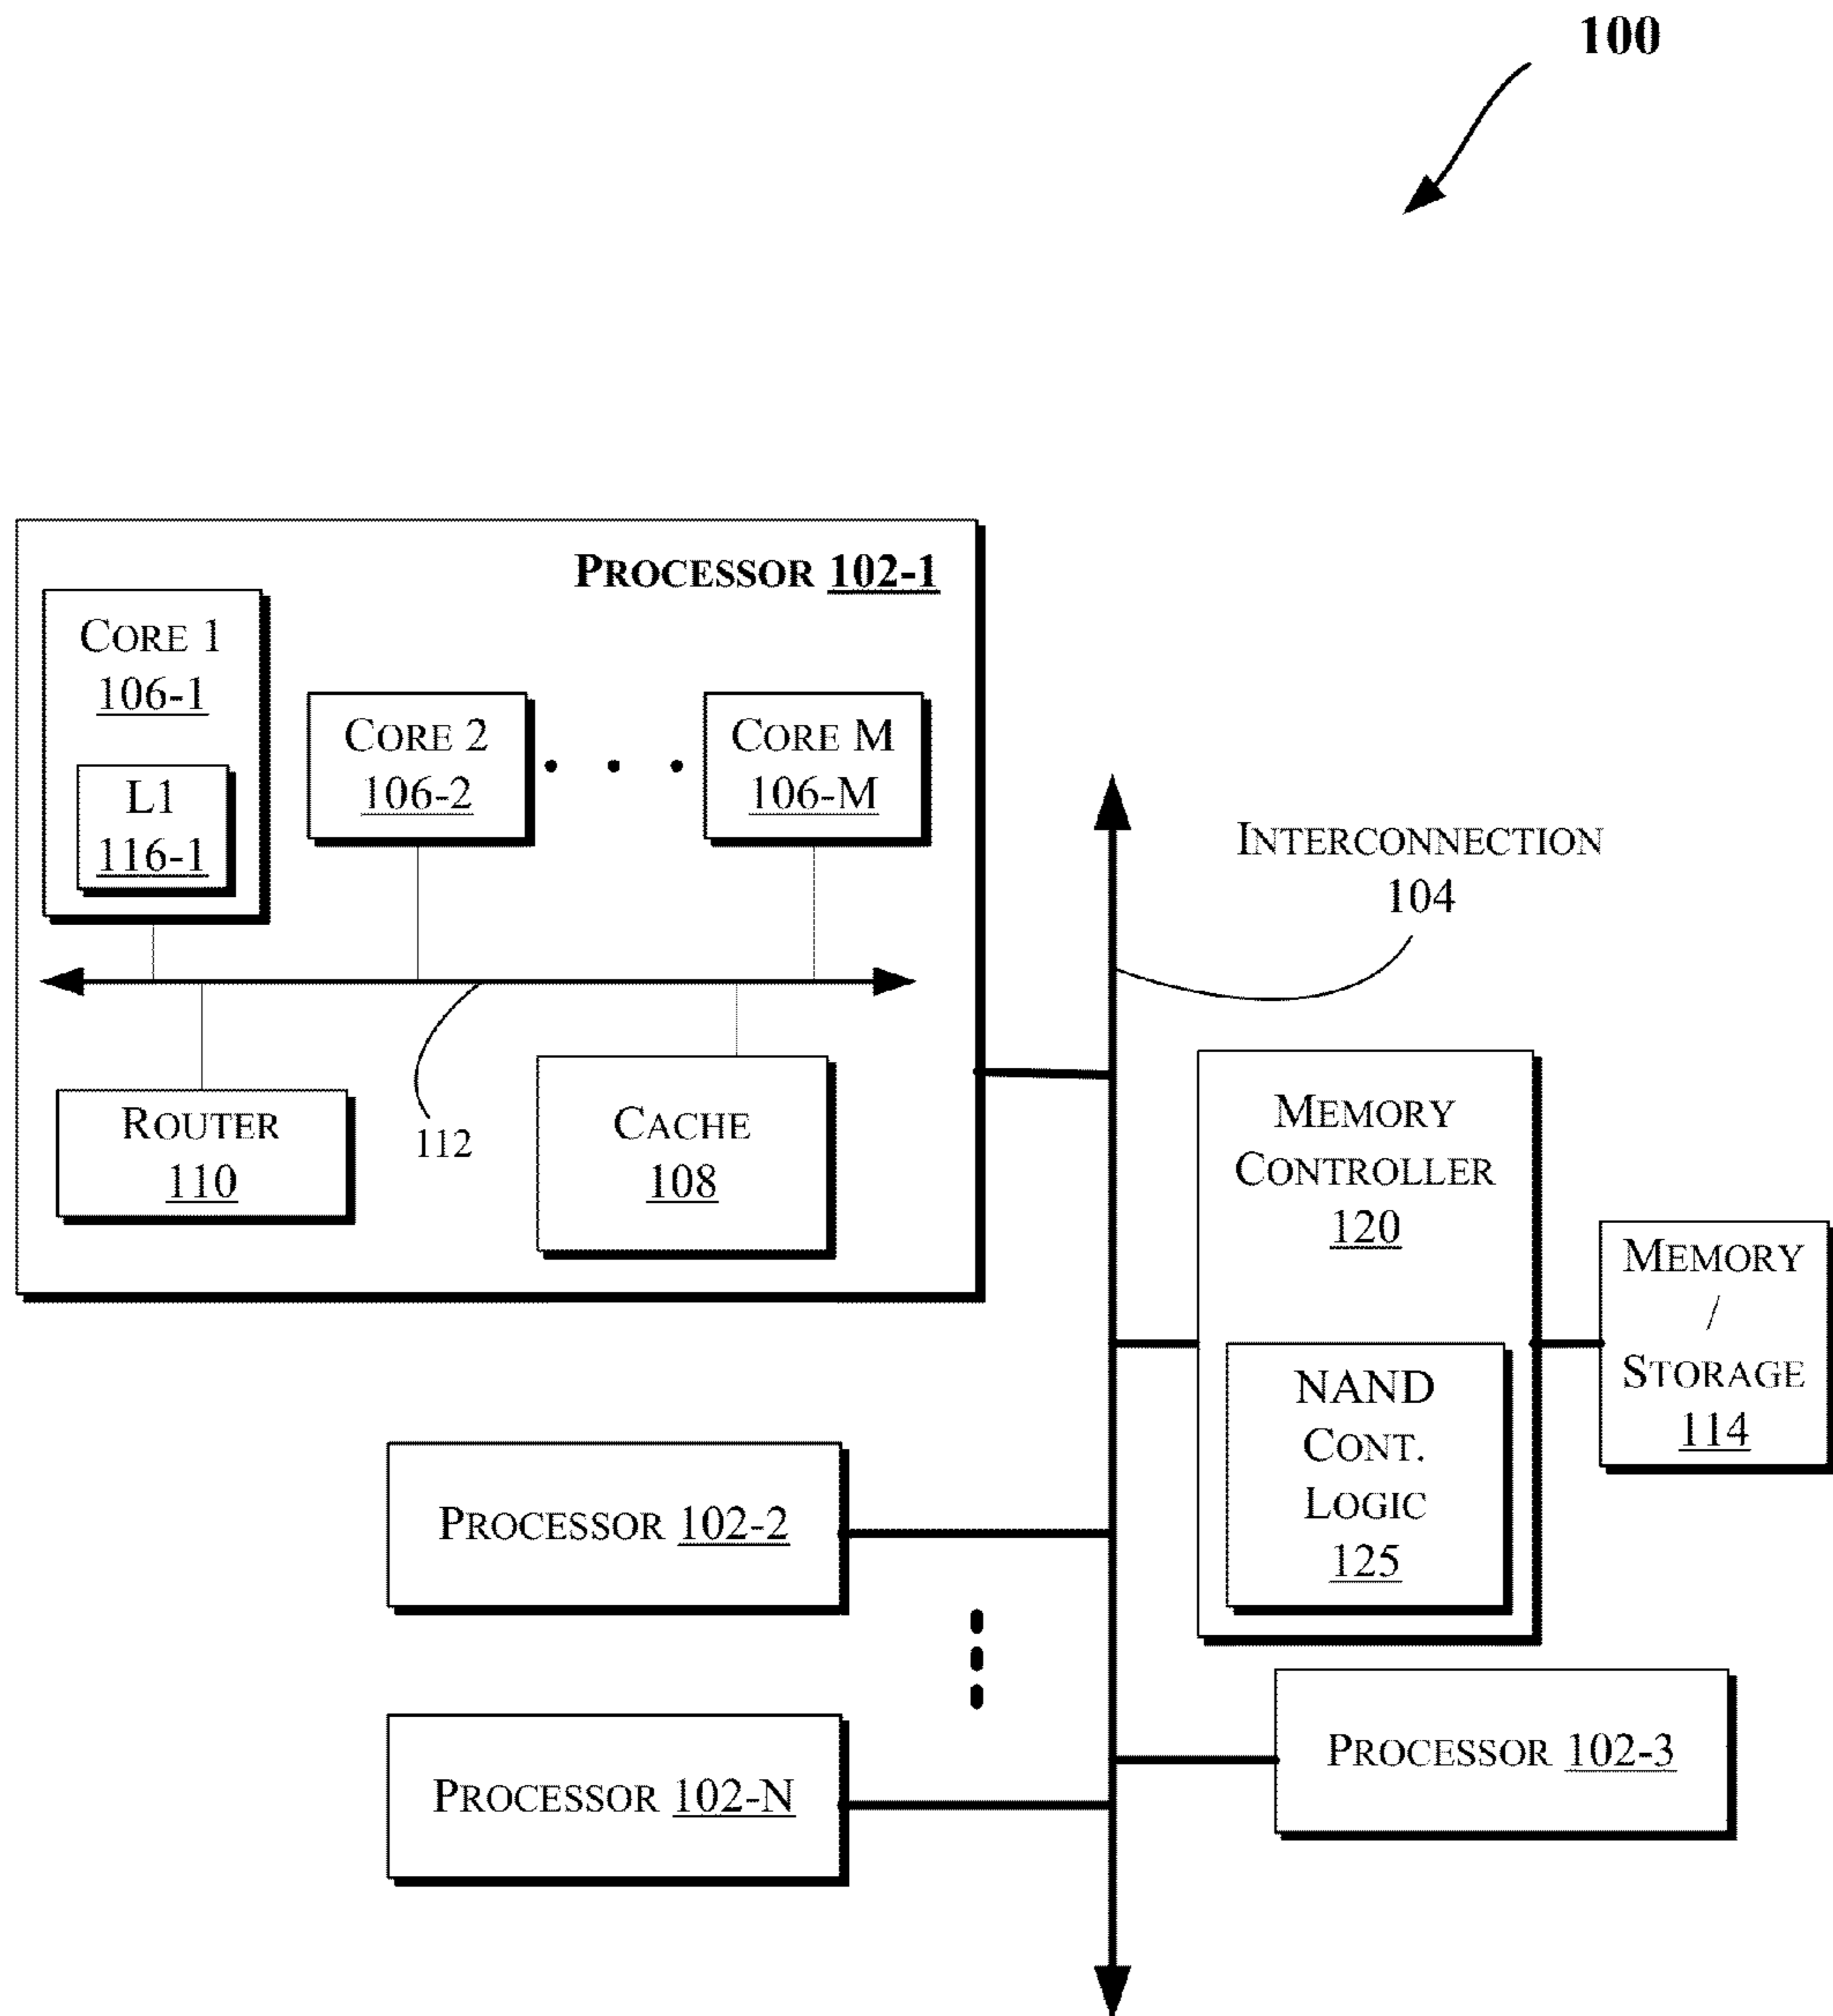 100
PROCESSOR 102-1
CORE 1
106-1
L1
116-1
CORE 2
106-2
CORE M
106-M
112
ROUTER
110
CACHE
108
INTERCONNECTION
104
MEMORY
CONTROLLER
120
NAND
CONT.
LOGIC
125
MEMORY
/
STORAGE
114
PROCESSOR 102-2
PROCESSOR 102-N
PROCESSOR 102-3